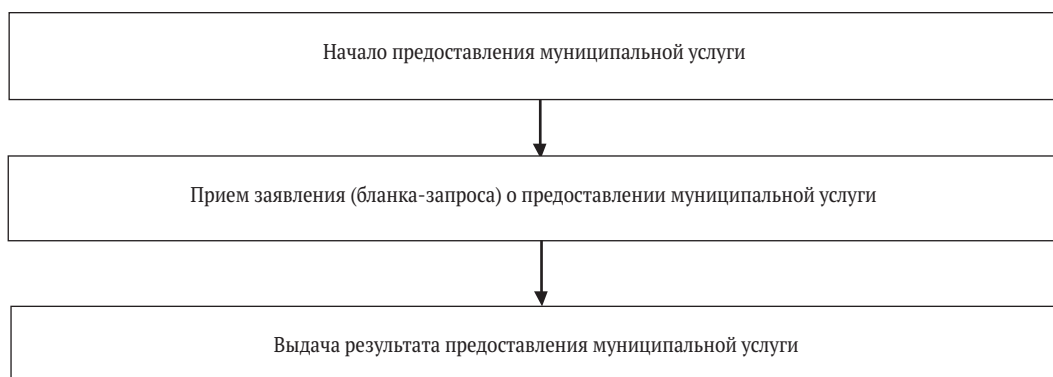 Начало предоставления муниципальной услуги
Прием заявления (бланка-запроса) о предоставлении муниципальной услуги
Выдача результата предоставления муниципальной услуги